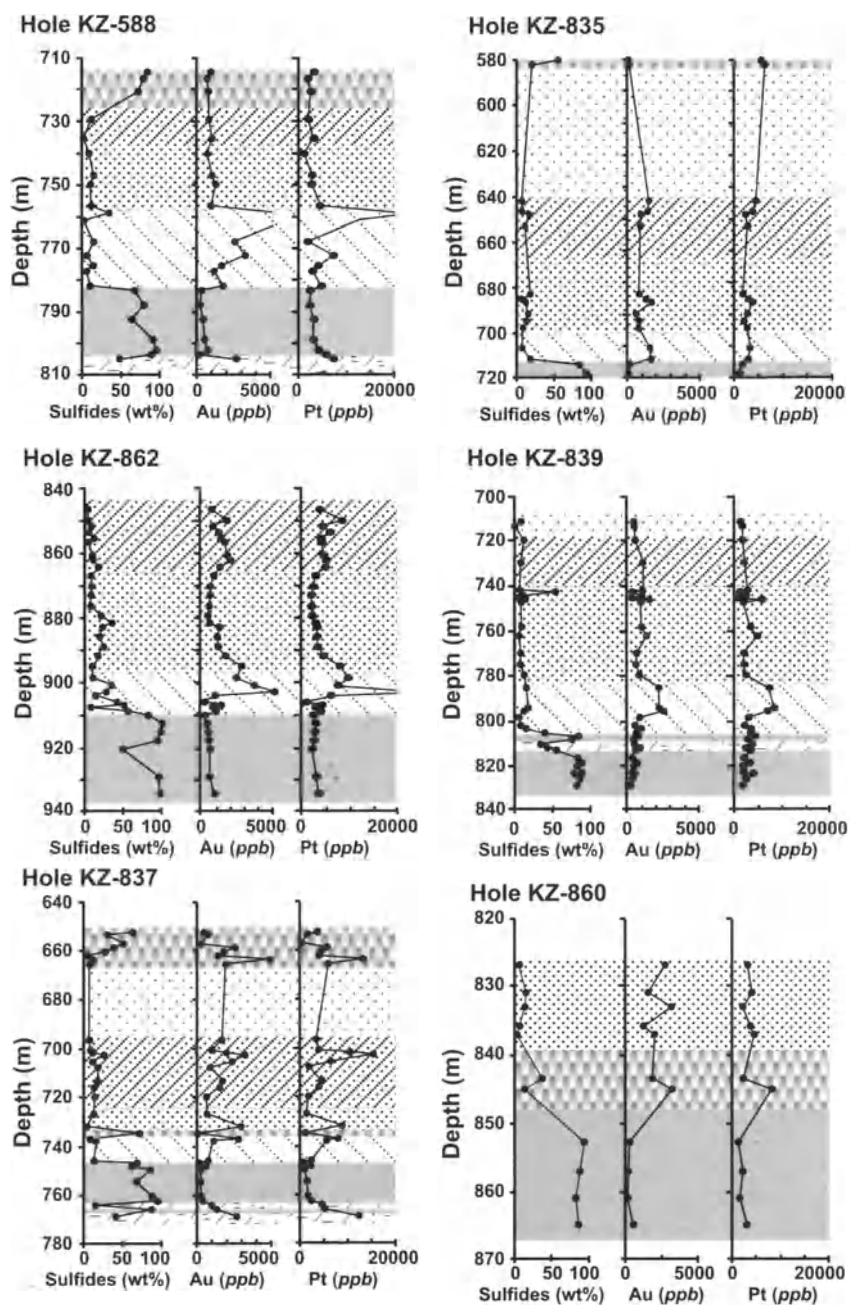 Hole KZ-588
Depth (m)
710
730
750
770
790
810
0 50 100 0 5000 0 20000
Sulfides (wt%) Au (ppb) Pt (ppb)
Hole KZ-835
Depth (m)
580
600
620
640
660
680
700
720
0 50 100 0 5000 0 20000
Sulfides (wt%) Au (ppb) Pt (ppb)
Hole KZ-862
Depth (m)
840
860
880
900
920
940
0 50 100 0 5000 0 20000
Sulfides (wt%) Au (ppb) Pt (ppb)
Hole KZ-839
Depth (m)
700
720
740
760
780
800
820
840
0 50 100 0 5000 0 20000
Sulfides (wt%) Au (ppb) Pt (ppb)
Hole KZ-837
Depth (m)
640
660
680
700
720
740
760
780
0 50 100 0 5000 0 20000
Sulfides (wt%) Au (ppb) Pt (ppb)
Hole KZ-860
Depth (m)
820
830
840
850
860
870
0 50 100 0 5000 0 20000
Sulfides (wt%) Au (ppb) Pt (ppb)